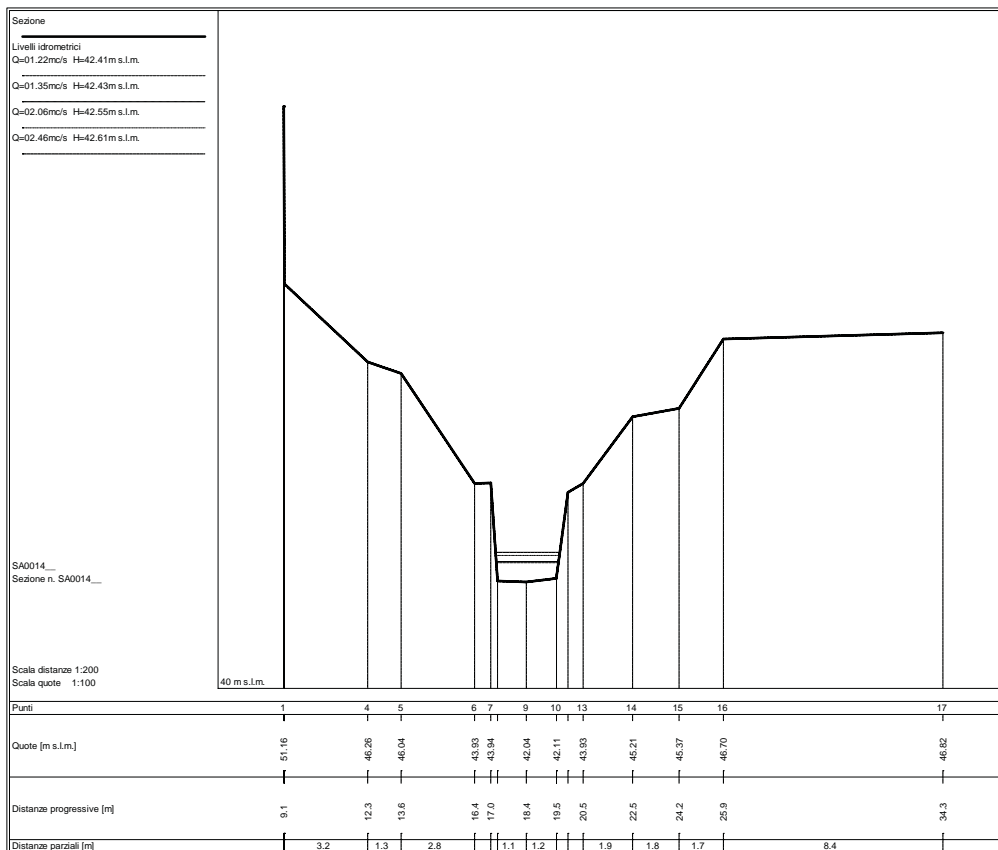 Sezione
Livelli idrometrici
Q=01.22mc/s H=42.41m s.l.m.
Q=01.35mc/s H=42.43m s.l.m.
Q=02.06mc/s H=42.55m s.l.m.
Q=02.46mc/s H=42.61m s.l.m.
SA0014__
Sezione n. SA0014__
Scala distanze 1:200
Scala quote 1:100
40 m s.l.m.
Punti 1 4 5 6 7 9 10 13 14 15 16 17
Quote [m s.l.m.] 51.16 46.26 46.04 43.93 43.94 42.04 42.11 43.93 45.21 45.37 46.70 46.82
Distanze progressive [m] 9.1 12.3 13.6 16.4 17.0 18.4 19.5 20.5 22.5 24.2 25.9 34.3
Distanze parziali [m] 3.2 1.3 2.8 1.1 1.2 1.9 1.8 1.7 8.4